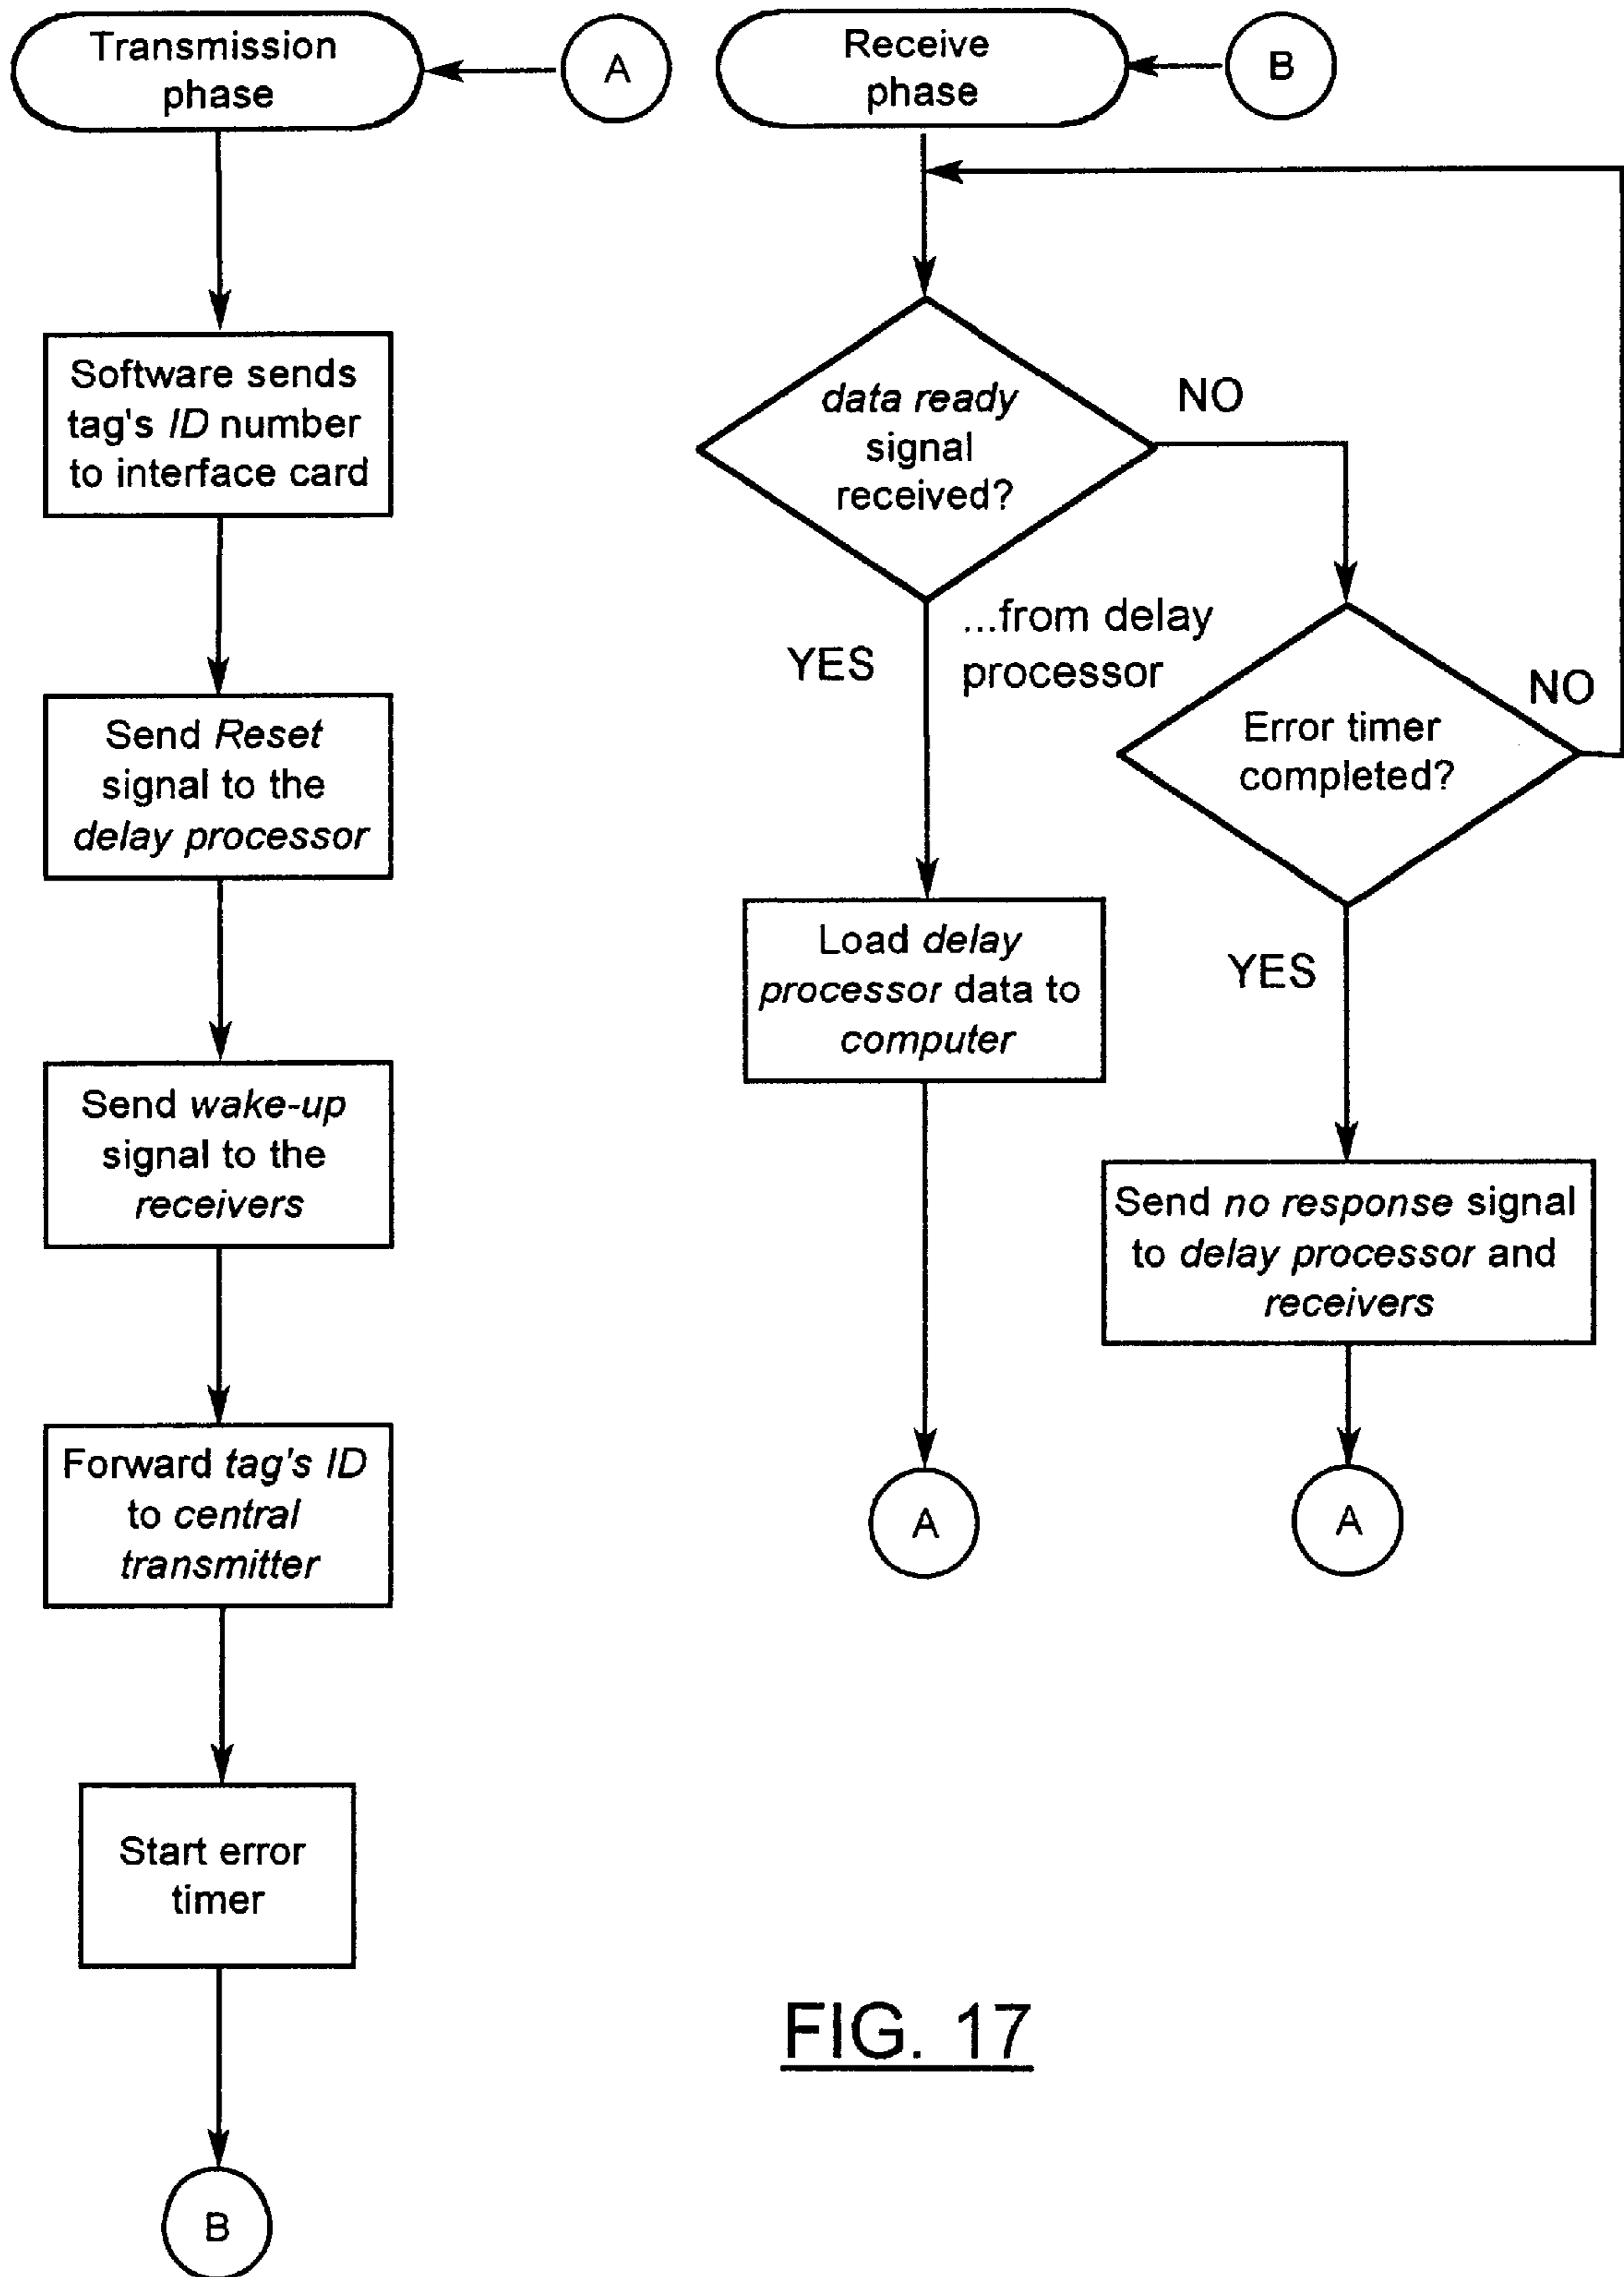 Transmission
phase
A
Software sends
tag's ID number
to interface card
Send Reset
signal to the
delay processor
Send wake-up
signal to the
receivers
Forward tag's ID
to central
transmitter
Start error
timer
B
Receive
phase
B
data ready
signal
received?
NO
YES
...from delay
processor
Error timer
completed?
NO
YES
Load delay
processor data to
computer
A
Send no response signal
to delay processor and
receivers
A
FIG. 17